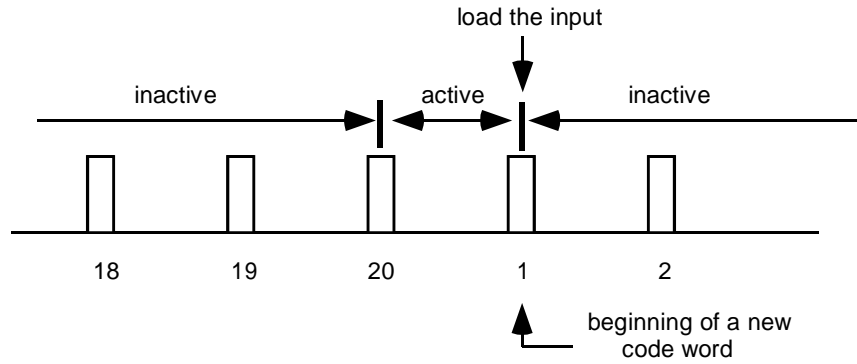 load the input
inactive active inactive
18 19 20 1 2
beginning of a new
code word